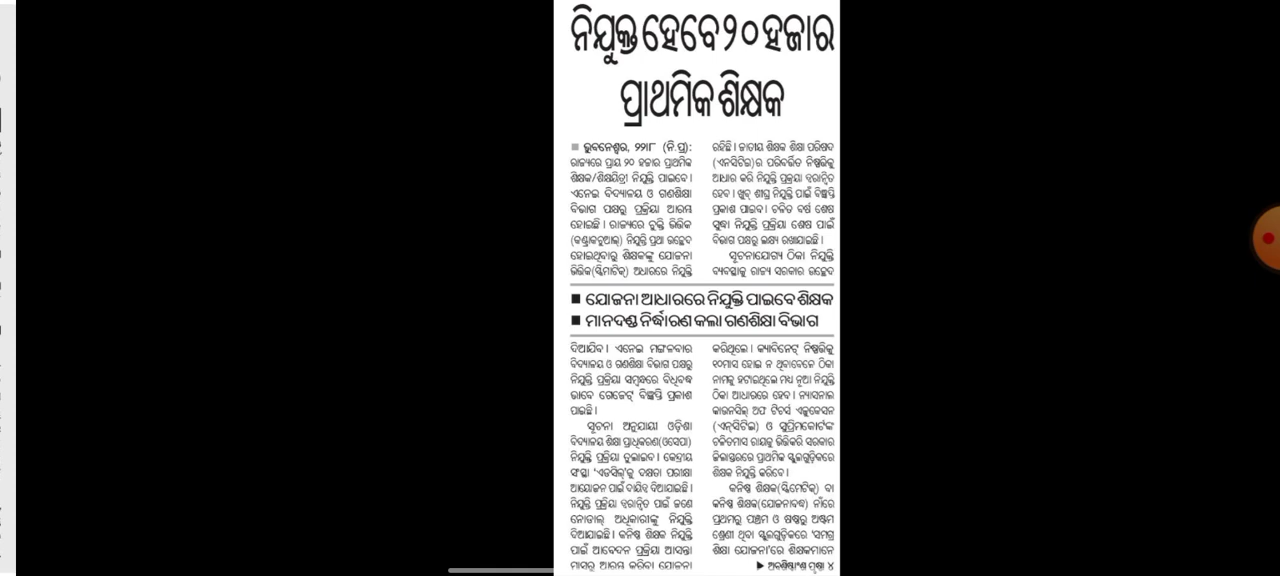 ନିଯୁକ୍ତ ହେବେ ୨୦ ହଜାର
ପ୍ରାଥମିକ ଶିକ୍ଷକ
■ ଭୁବନେଶ୍ୱର, ୨୨।୮ (ନି.ପ୍ର):
ରାଜ୍ୟରେ ପ୍ରାୟ ୨୦ ହଜାର ପ୍ରାଥମିକ
ଶିକ୍ଷକ/ଶିକ୍ଷୟିତ୍ରୀ ନିଯୁକ୍ତି ପାଇବେ।
ଏନେଇ ବିଦ୍ୟାଳୟ ଓ ଗଣଶିକ୍ଷା
ବିଭାଗ ପକ୍ଷରୁ ପ୍ରକ୍ରିୟା ଆରମ୍ଭ
ହୋଇଛି। ରାଜ୍ୟରେ ଚୁକ୍ତି ଭିତ୍ତିକ
(କଣ୍ଟ୍ରାକଚୁଆଲ୍) ନିଯୁକ୍ତି ପ୍ରଥା ଉଚ୍ଛେଦ
ହୋଇଥିବାରୁ ଶିକ୍ଷକଙ୍କୁ ଯୋଜନା
ଭିତ୍ତିକ(ସ୍କିମାଟିକ୍) ଅଧାରରେ ନିଯୁକ୍ତି
■ ଯୋଜନା ଆଧାରରେ ନିଯୁକ୍ତି ପାଇବେ ଶିକ୍ଷକ
■ ମାନଦଣ୍ଡ ନିର୍ଦ୍ଧାରଣ କଲା ଗଣଶିକ୍ଷା ବିଭାଗ
ଦିଆଯିବ। ଏନେଇ ମଙ୍ଗଳବାର
ବିଦ୍ୟାଳୟ ଓ ଗଣଶିକ୍ଷା ବିଭାଗ ପକ୍ଷରୁ
ନିଯୁକ୍ତି ପ୍ରକ୍ରିୟା ସମ୍ବନ୍ଧରେ ବିଧିବଦ୍ଧ
ଭାବେ ଗେଜେଟ୍ ବିଜ୍ଞପ୍ତି ପ୍ରକାଶ
ପାଇଛି।
ସୂଚନା ଅନୁଯାୟୀ ଓଡ଼ିଶା
ବିଦ୍ୟାଳୟ ଶିକ୍ଷା ପ୍ରାଧିକରଣ(ଓସେପା)
ନିଯୁକ୍ତି ପ୍ରକ୍ରିୟା ତୁଲାଇବ। କେନ୍ଦ୍ରୀୟ
ସଂସ୍ଥା 'ଏଡସିଲ୍'କୁ ଦକ୍ଷତା ପରୀକ୍ଷା
ଆୟୋଜନ ପାଇଁ ଦାୟିତ୍ୱ ଦିଆଯାଇଛି।
ନିଯୁକ୍ତି ପ୍ରକ୍ରିୟା ତ୍ୱରାନ୍ୱିତ ପାଇଁ ଜଣେ
ନୋଡାଲ୍ ଅଧିକାରୀଙ୍କୁ ନିଯୁକ୍ତି
ଦିଆଯାଇଛି। କନିଷ୍ଠ ଶିକ୍ଷକ ନିଯୁକ୍ତି
ପାଇଁ ଆବେଦନ ପ୍ରକ୍ରିୟା ଆସନ୍ତା
ମାସରୁ ଆରମ୍ଭ କରିବା ଯୋଜନା
ରହିଛି। ଜାତୀୟ ଶିକ୍ଷକ ଶିକ୍ଷା ପରିଷଦ
(ଏନସିଟିଇ)ର ପରିବର୍ତ୍ତିତ ନିଷ୍ପତ୍ତିକୁ
ଆଧାର କରି ନିଯୁକ୍ତି ପ୍ରକ୍ରିୟା ତ୍ୱରାନ୍ୱିତ
ହେବ। ଖୁବ୍ ଶୀଘ୍ର ନିଯୁକ୍ତି ପାଇଁ ବିଜ୍ଞପ୍ତି
ପ୍ରକାଶ ପାଇବ। ଚଳିତ ବର୍ଷ ଶେଷ
ସୁଦ୍ଧା ନିଯୁକ୍ତି ପ୍ରକ୍ରିୟା ଶେଷ ପାଇଁ
ବିଭାଗ ପକ୍ଷରୁ ଲକ୍ଷ୍ୟ ରଖାଯାଇଛି।
ସୂଚନାଯୋଗ୍ୟ ଠିକା ନିଯୁକ୍ତି
ବ୍ୟବସ୍ଥାକୁ ରାଜ୍ୟ ସରକାର ଉଚ୍ଛେଦ
କରିଥିଲେ। କ୍ୟାବିନେଟ୍ ନିଷ୍ପତ୍ତିକୁ
୧୦ମାସ ହୋଇ ନ ଥିବାବେଳେ ଠିକା
ନାମକୁ ହଟାଇଥିଲେ ମଧ୍ୟ ନୂଆ ନିଯୁକ୍ତି
ଠିକା ଆଧାରରେ ହେବ। ନ୍ୟାସନାଲ
କାଉନସିଲ୍ ଅଫ ଟିଚର୍ସ ଏଜୁକେସନ
(ଏନ୍‌ସିଟିଇ) ଓ ସୁପ୍ରିମକୋର୍ଟଙ୍କ
ଚଳିତମାସ ରାୟକୁ ଭିତ୍ତିକରି ସରକାର
ଜିଲାସ୍ତରରେ ପ୍ରାଥମିକ ସ୍କୁଲଗୁଡ଼ିକରେ
ଶିକ୍ଷକ ନିଯୁକ୍ତି କରିବେ।
କନିଷ୍ଠ ଶିକ୍ଷକ(ସ୍କିମେଟିକ୍) ବା
କନିଷ୍ଠ ଶିକ୍ଷକ(ଯୋଜନାବଦ୍ଧ) ନାଁରେ
ପ୍ରଥମରୁ ପଞ୍ଚମ ଓ ଷଷ୍ଠରୁ ଅଷ୍ଟମ
ଶ୍ରେଣୀ ଥିବା ସ୍କୁଲଗୁଡ଼ିକରେ 'ସମଗ୍ର
ଶିକ୍ଷା ଯୋଜନା'ରେ ଶିକ୍ଷକମାନେ
▶ ଅବଶିଷ୍ଟାଂଶ ପୃଷ୍ଠା ୪